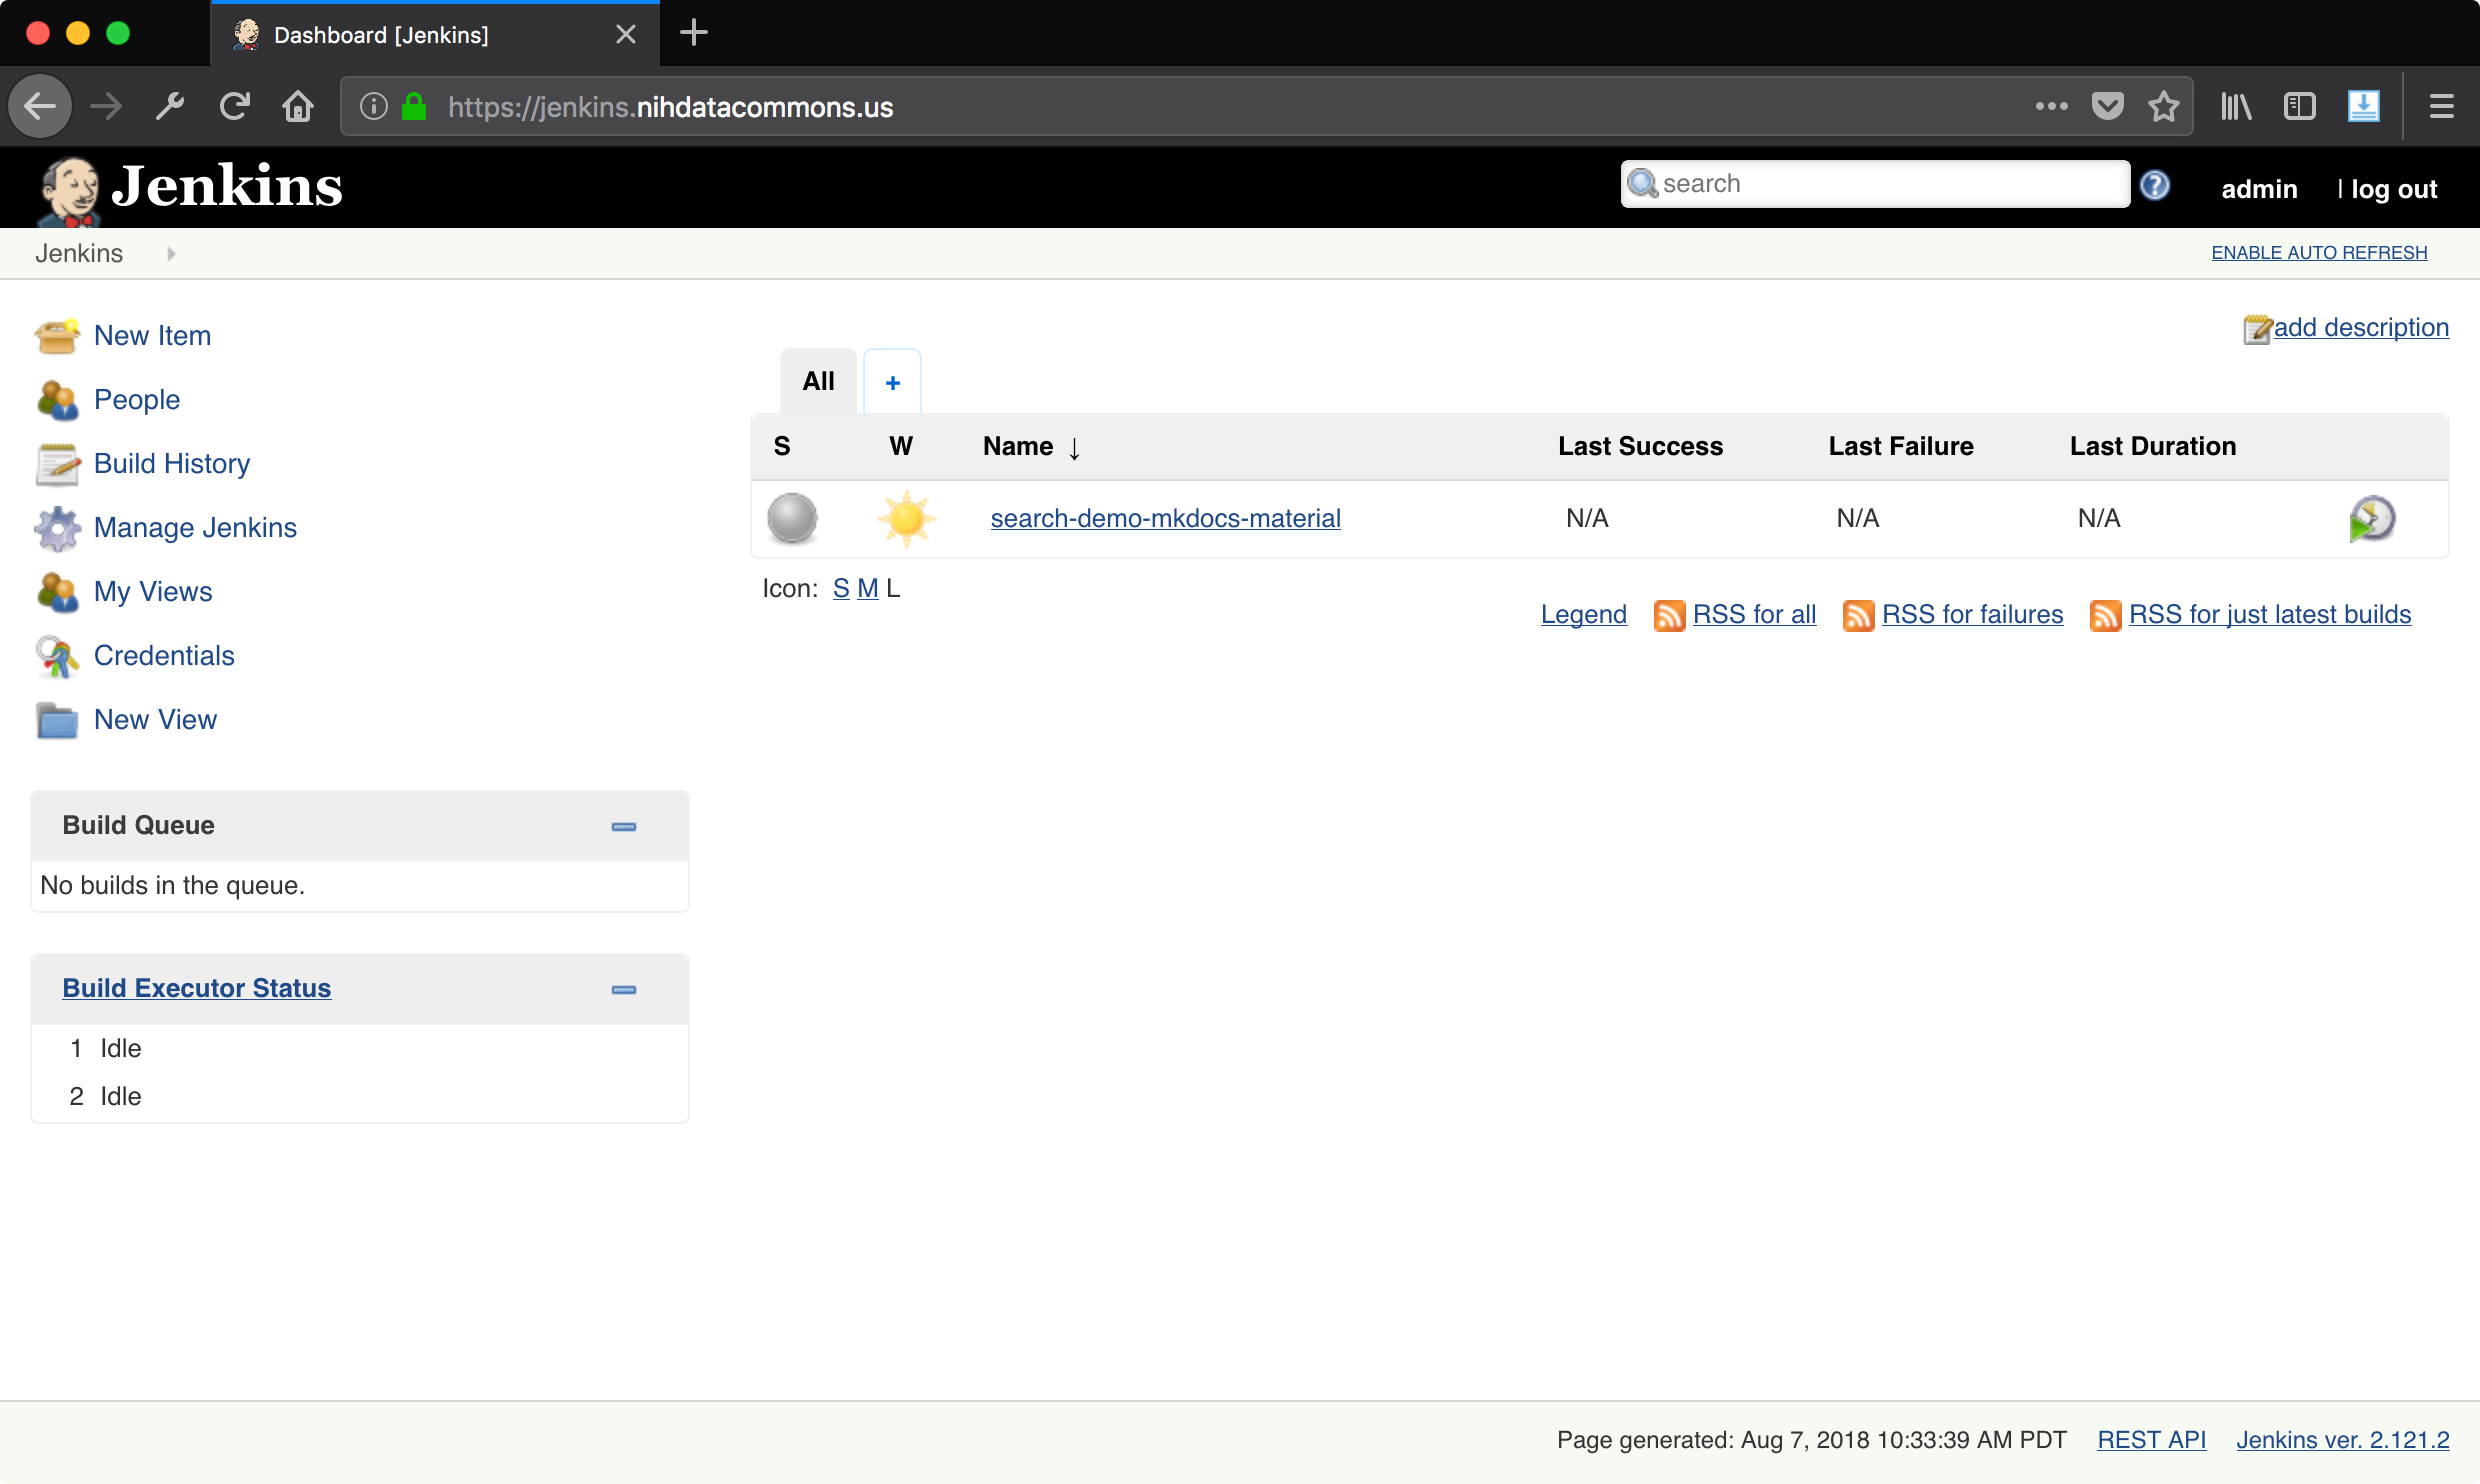 Dashboard [Jenkins]
https://jenkins.nihdatacommons.us
Jenkins
search
admin | log out
Jenkins
ENABLE AUTO REFRESH
New Item
People
Build History
Manage Jenkins
My Views
Credentials
New View
Build Queue
No builds in the queue.
Build Executor Status
1 Idle
2 Idle
add description
All +
S W Name ↓ Last Success Last Failure Last Duration
search-demo-mkdocs-material N/A N/A N/A
Icon: S M L
Legend RSS for all RSS for failures RSS for just latest builds
Page generated: Aug 7, 2018 10:33:39 AM PDT REST API Jenkins ver. 2.121.2